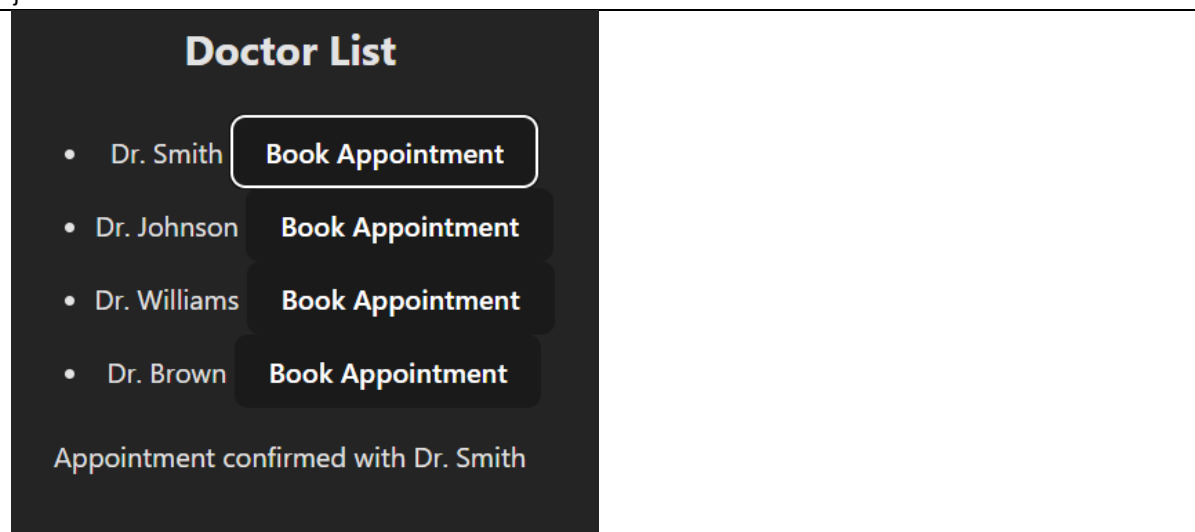 Doctor List
• Dr. Smith Book Appointment
• Dr. Johnson Book Appointment
• Dr. Williams Book Appointment
• Dr. Brown Book Appointment
Appointment confirmed with Dr. Smith